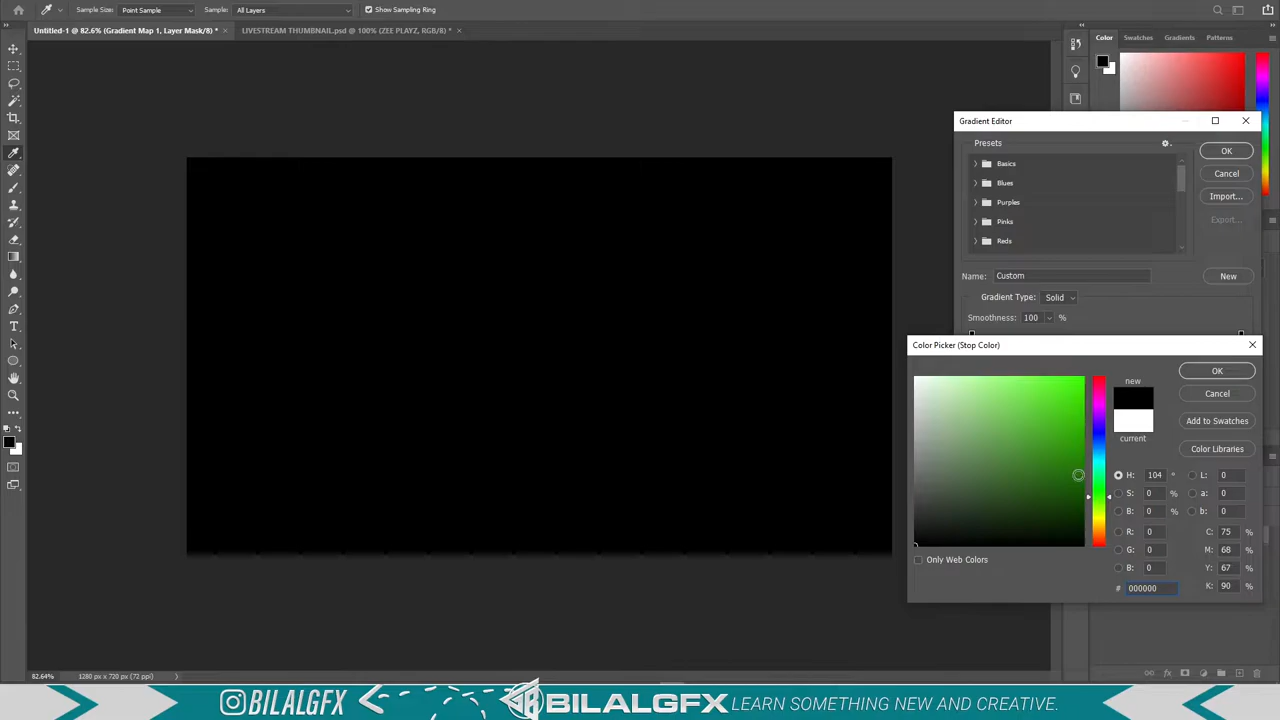 Sample Size: Point Sample Sample: All Layers Show Sampling Ring
Untitled-1 @ 82.6% (Gradient Map 1, Layer Mask/8) * × LIVESTREAM THUMBNAIL.psd @ 100% (ZEE PLAYZ, RGB/8) * ×
Color Swatches Gradients Patterns
Gradient Editor
Presets
Basics
Blues
Purples
Pinks
Reds
OK
Cancel
Import...
Export...
Name: Custom New
Gradient Type: Solid
Smoothness: 100 %
Color Picker (Stop Color)
new
current
OK
Cancel
Add to Swatches
Color Libraries
H: 104 ° L: 0
S: 0 % a: 0
B: 0 % b: 0
R: 0 C: 75 %
G: 0 M: 68 %
B: 0 Y: 67 %
# 000000 K: 90 %
Only Web Colors
82.64% 1280 px x 720 px (72 ppi)
BILALGFX BILALGFX LEARN SOMETHING NEW AND CREATIVE.